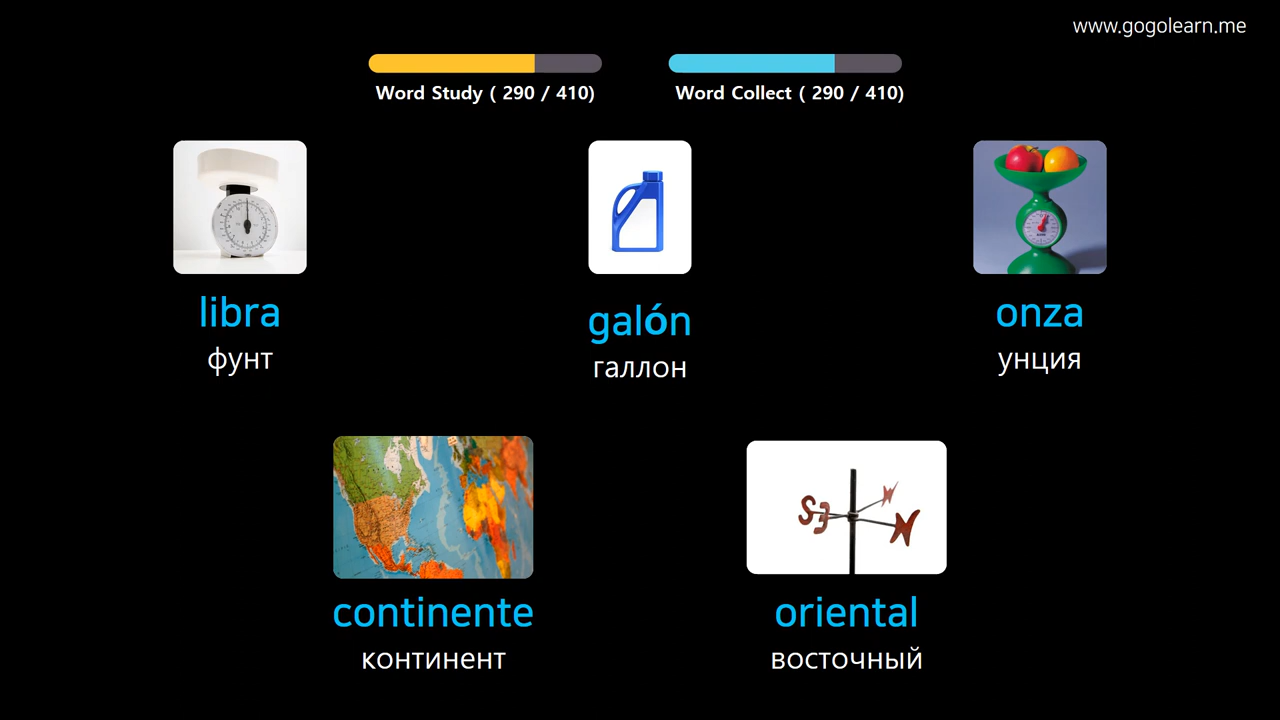 www.gogolearn.me
Word Study ( 290 / 410)
Word Collect ( 290 / 410)
libra
фунт
galón
галлон
onza
унция
continente
континент
oriental
восточный